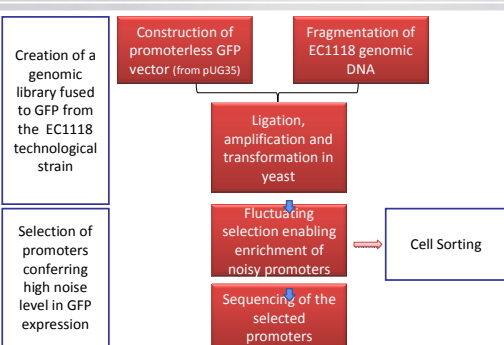 Creation of a
genomic
library fused
to GFP from
the EC1118
technological
strain
Construction of
promoterless GFP
vector (from pUG35)
Fragmentation of
EC1118 genomic
DNA
Ligation,
amplification and
transformation in
yeast
Selection of
promoters
conferring
high noise
level in GFP
expression
Fluctuating
selection enabling
enrichment of
noisy promoters
Cell Sorting
Sequencing of the
selected
promoters